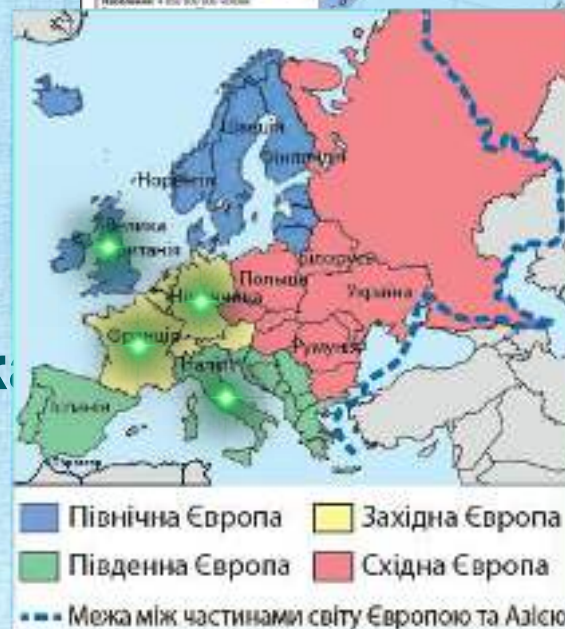 Швеція
Фінляндія
Норвегія
Велика
Британія
Білорусь
Польща
Німеччина
Україна
Франція
Румунія
Італія
Іспанія
Північна Європа
Західна Європа
Південна Європа
Східна Європа
Межа між частинами світу Європою та Азією